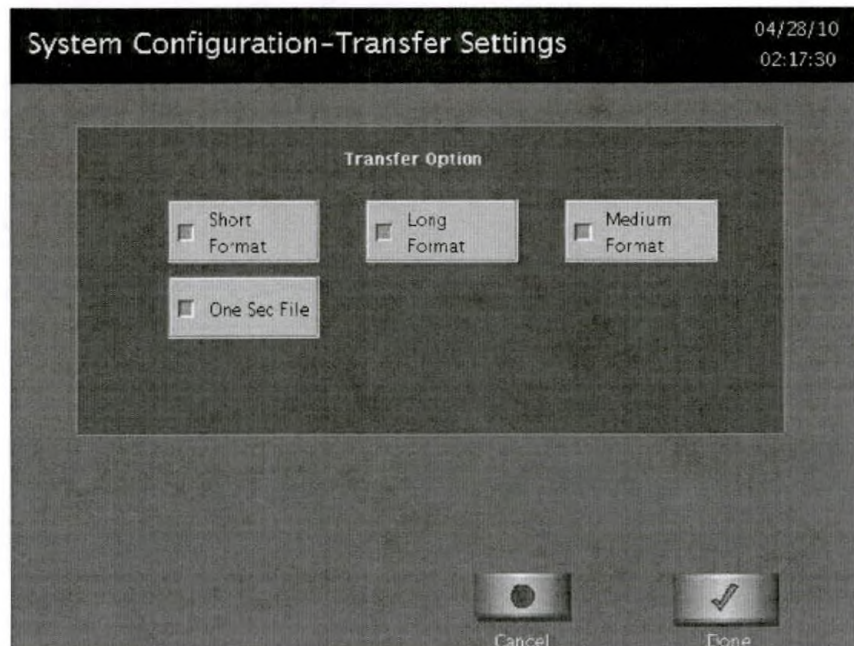 System Configuration-Transfer Settings
04/28/10
02:17:30
Transfer Option
Short
Format
Long
Format
Medium
Format
One Sec File
Cancel
Done